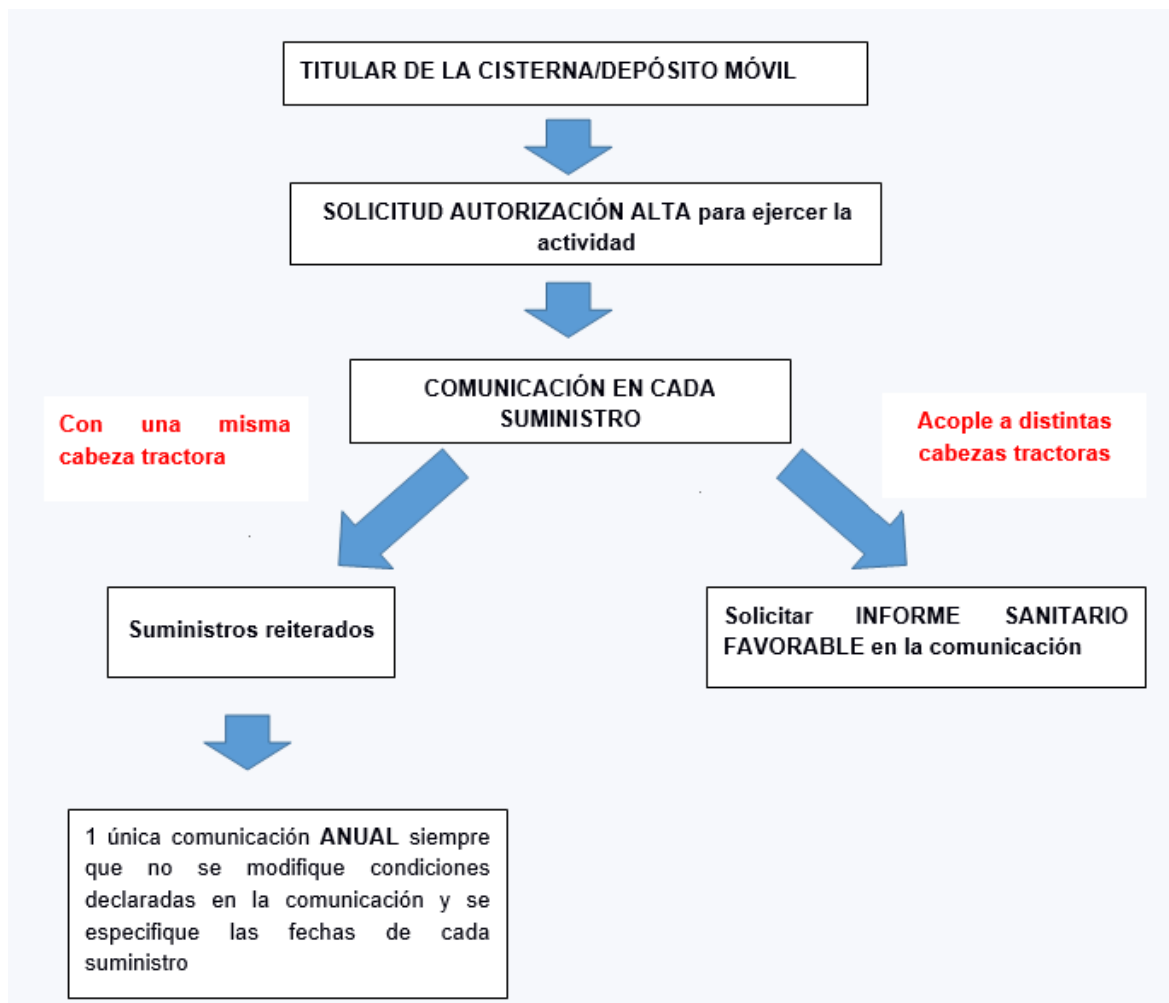 TITULAR DE LA CISTERNA/DEPÓSITO MÓVIL
SOLICITUD AUTORIZACIÓN ALTA para ejercer la
actividad
COMUNICACIÓN EN CADA
SUMINISTRO
Con una misma
cabeza tractora
Acople a distintas
cabezas tractoras
Suministros reiterados
Solicitar INFORME SANITARIO
FAVORABLE en la comunicación
1 única comunicación ANUAL siempre
que no se modifique condiciones
declaradas en la comunicación y se
especifique las fechas de cada
suministro